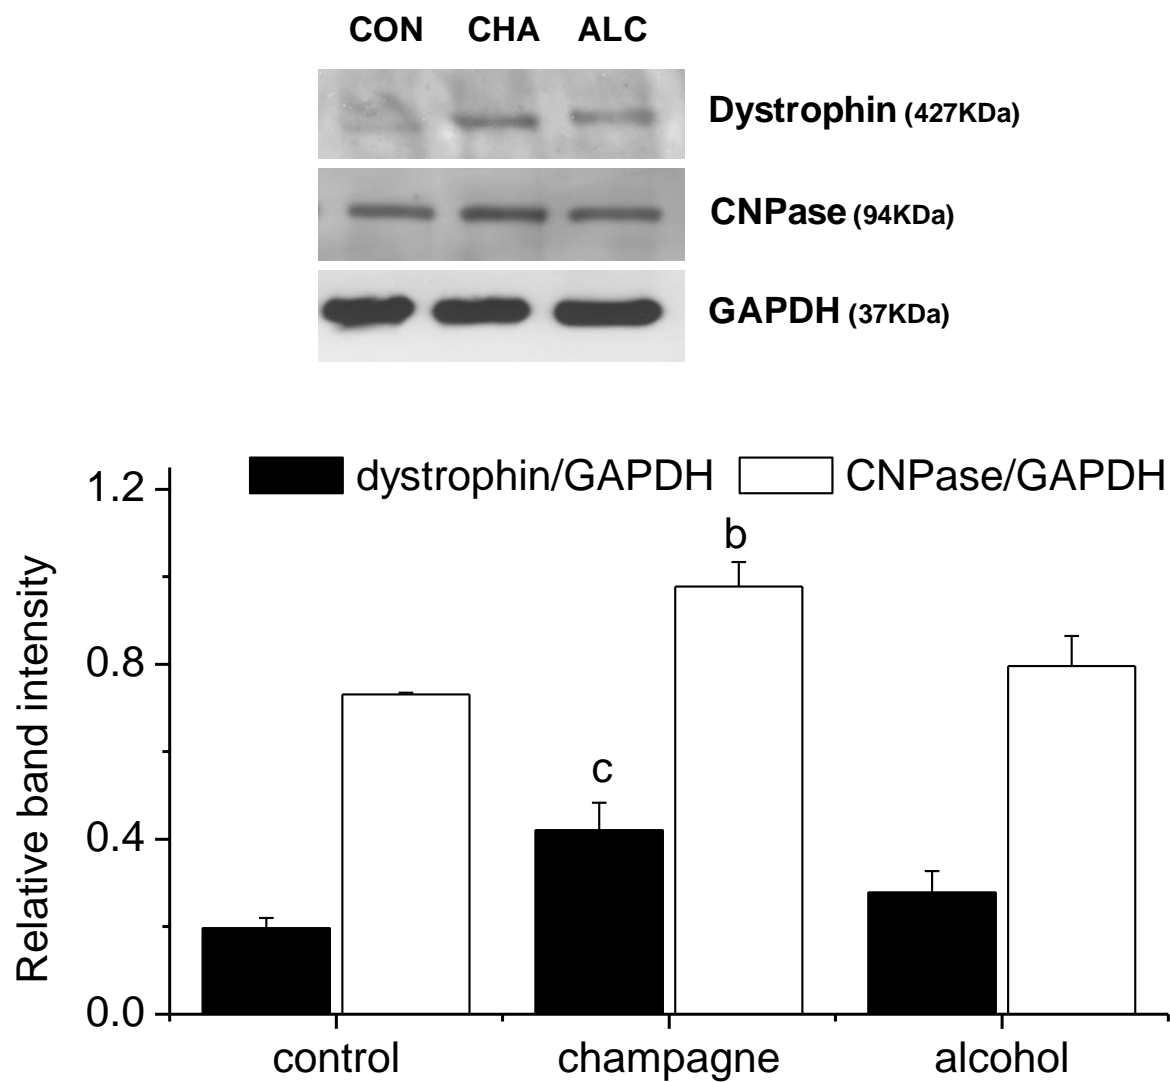 CON CHA ALC
Dystrophin (427KDa)
CNPase (94KDa)
GAPDH (37KDa)
dystrophin/GAPDH CNPase/GAPDH
1.2
0.8
0.4
0.0
Relative band intensity
b
c
control champagne alcohol